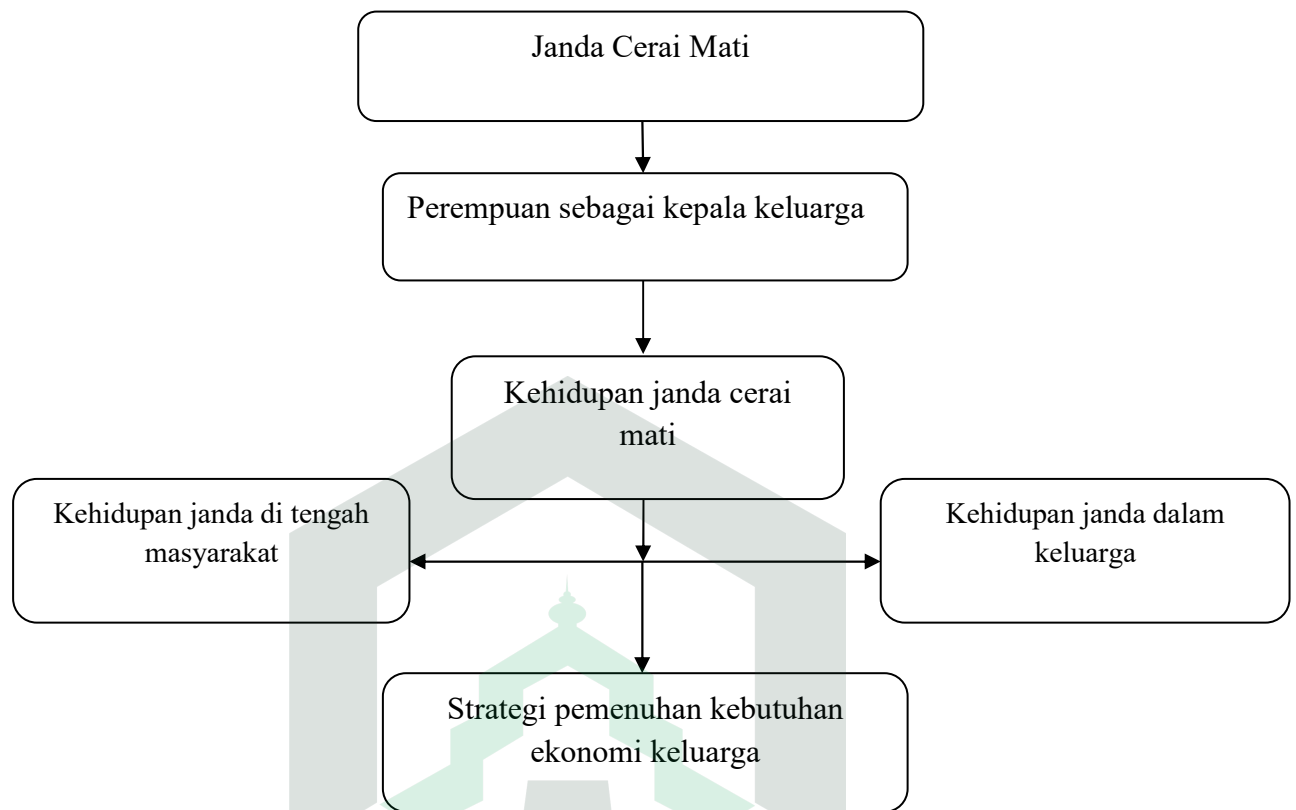 Janda Cerai Mati
Perempuan sebagai kepala keluarga
Kehidupan janda cerai
mati
Kehidupan janda di tengah
masyarakat
Kehidupan janda dalam
keluarga
Strategi pemenuhan kebutuhan
ekonomi keluarga